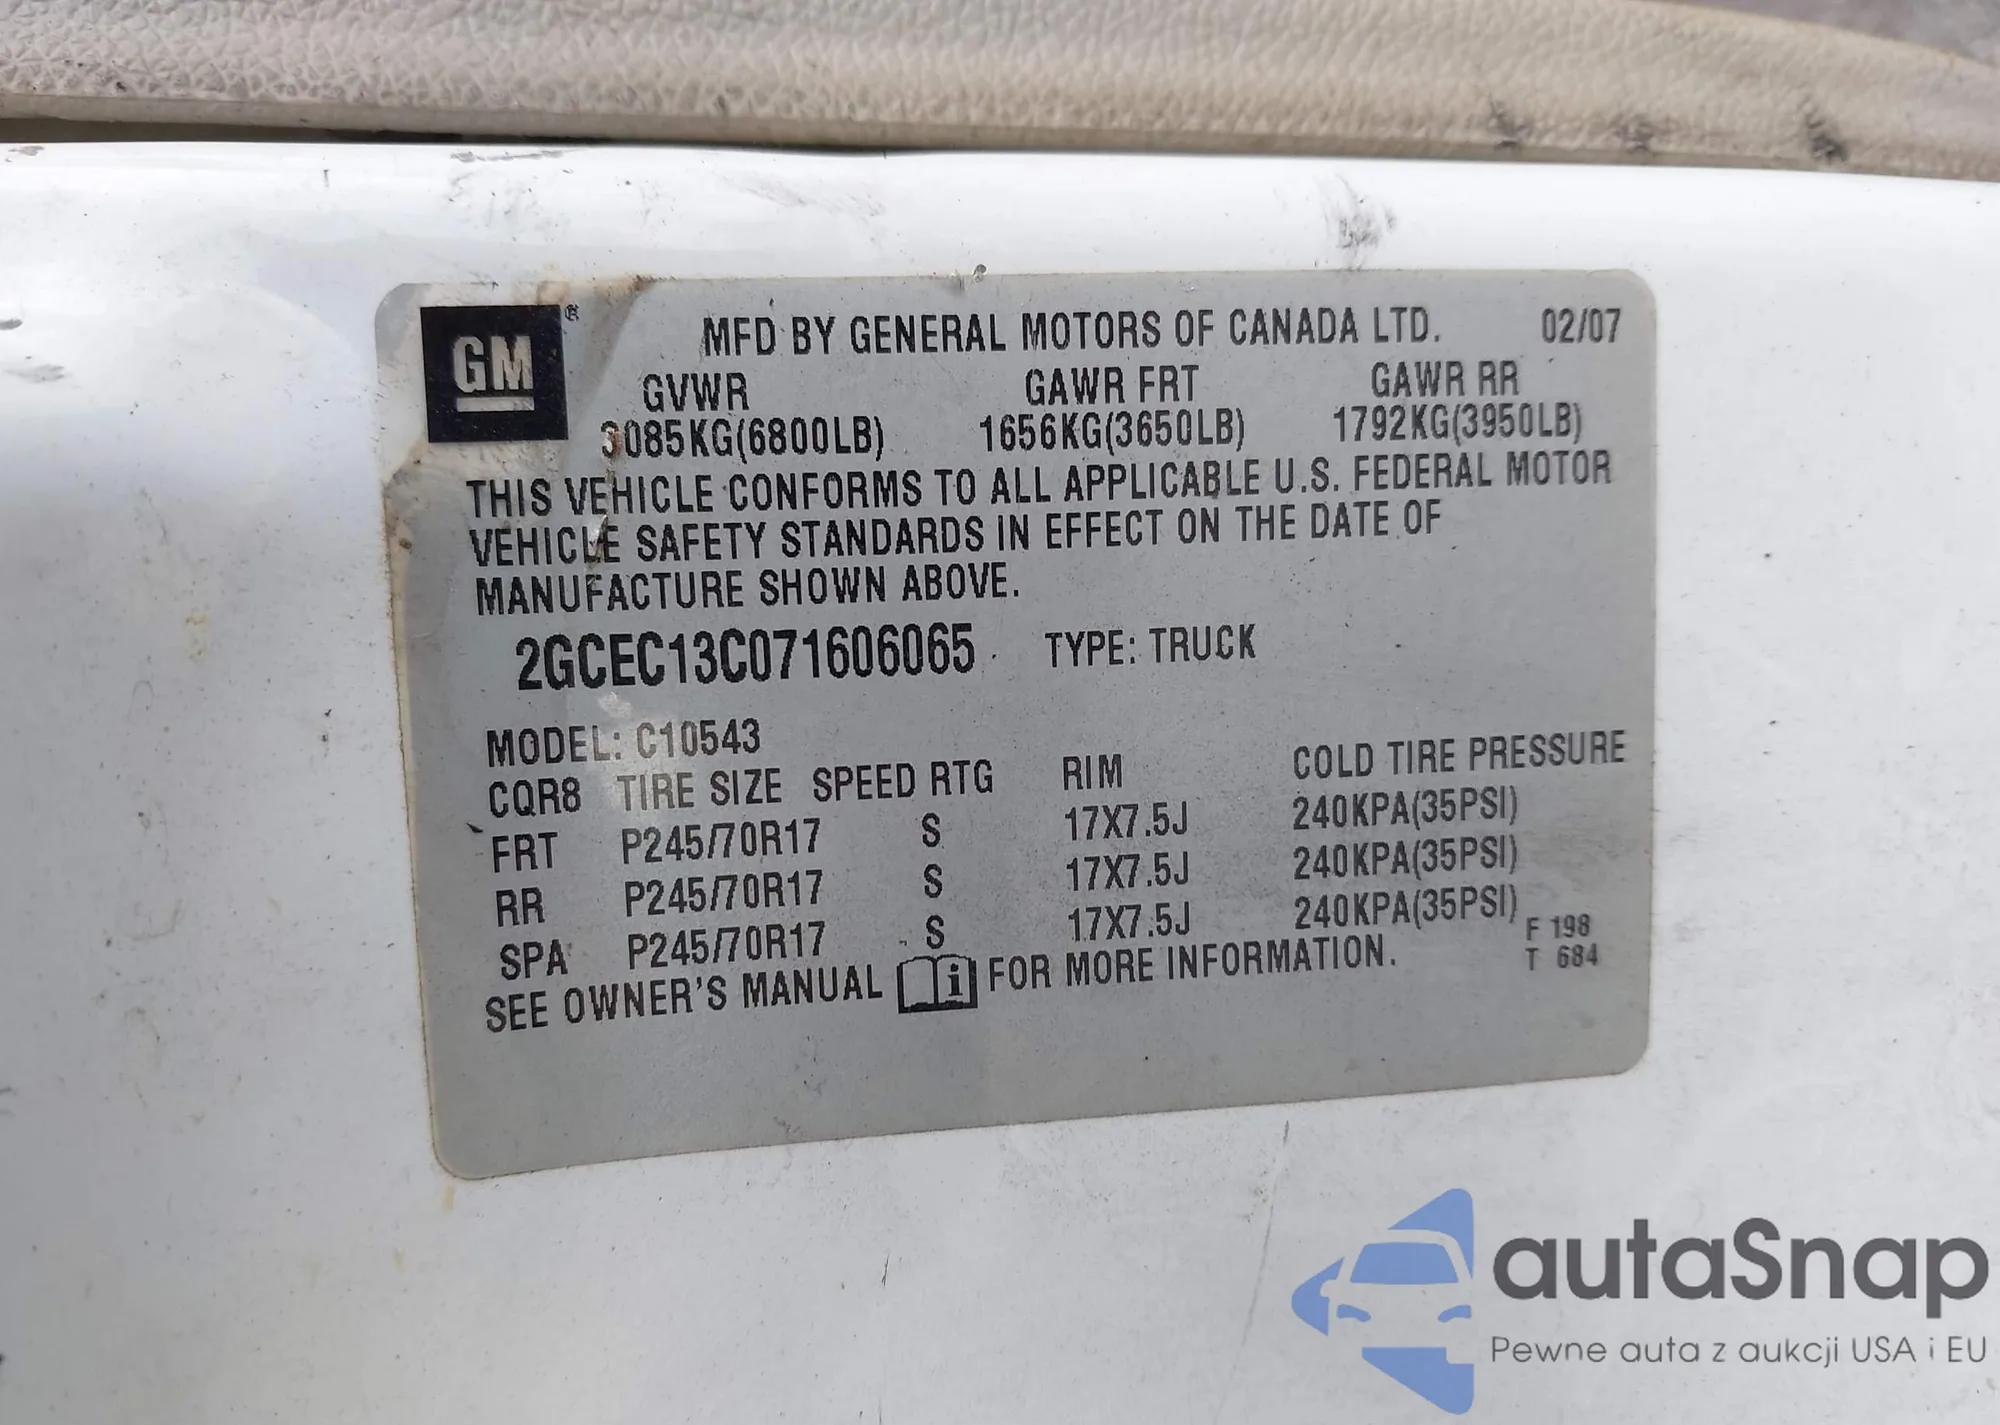 GM ®
MFD BY GENERAL MOTORS OF CANADA LTD. 02/07
GVWR GAWR FRT GAWR RR
3085KG(6800LB) 1656KG(3650LB) 1792KG(3950LB)
THIS VEHICLE CONFORMS TO ALL APPLICABLE U.S. FEDERAL MOTOR
VEHICLE SAFETY STANDARDS IN EFFECT ON THE DATE OF
MANUFACTURE SHOWN ABOVE.
2GCEC13C071606065 TYPE: TRUCK
MODEL: C10543
CQR8 TIRE SIZE SPEED RTG RIM COLD TIRE PRESSURE
FRT P245/70R17 S 17X7.5J 240KPA(35PSI)
RR P245/70R17 S 17X7.5J 240KPA(35PSI)
SPA P245/70R17 S 17X7.5J 240KPA(35PSI)
SEE OWNER'S MANUAL i FOR MORE INFORMATION.
F 198
T 684
autaSnap
Pewne auta z aukcji USA i EU